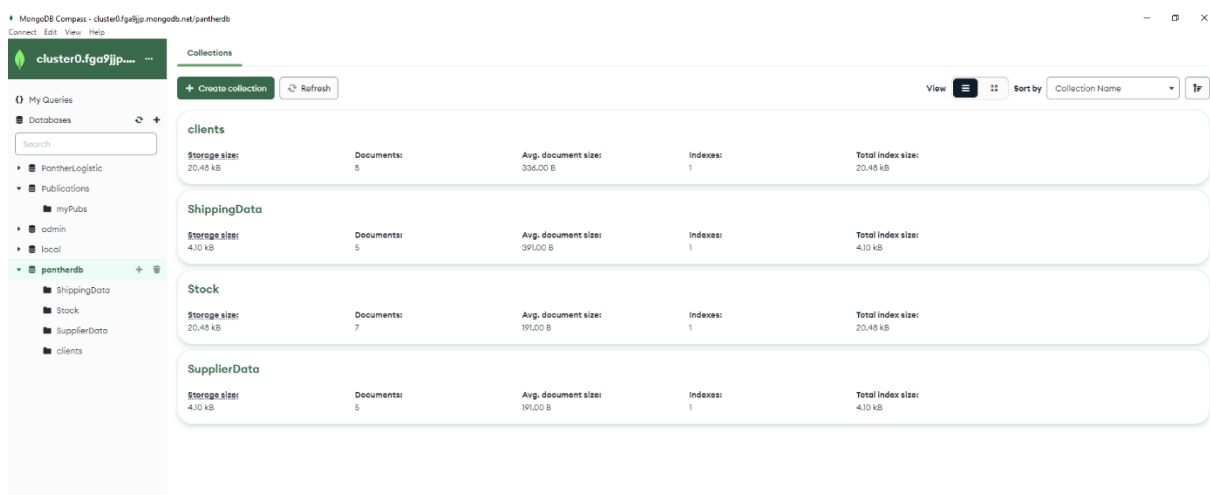 MongoDB Compass - cluster0.fga9jjp.mongodb.net/pantherdb
Connect Edit View Help
cluster0.fga9jjp.... ...
My Queries
Databases
Search
PantherLogistic
Publications
myPubs
admin
local
pantherdb
ShippingData
Stock
SupplierData
clients
Collections
Create collection Refresh View Sort by Collection Name
clients
Storage size: Documents: Avg. document size: Indexes: Total index size:
20.48 kB 5 336.00 B 1 20.48 kB
ShippingData
Storage size: Documents: Avg. document size: Indexes: Total index size:
4.10 kB 5 391.00 B 1 4.10 kB
Stock
Storage size: Documents: Avg. document size: Indexes: Total index size:
20.48 kB 7 191.00 B 1 20.48 kB
SupplierData
Storage size: Documents: Avg. document size: Indexes: Total index size:
4.10 kB 5 191.00 B 1 4.10 kB